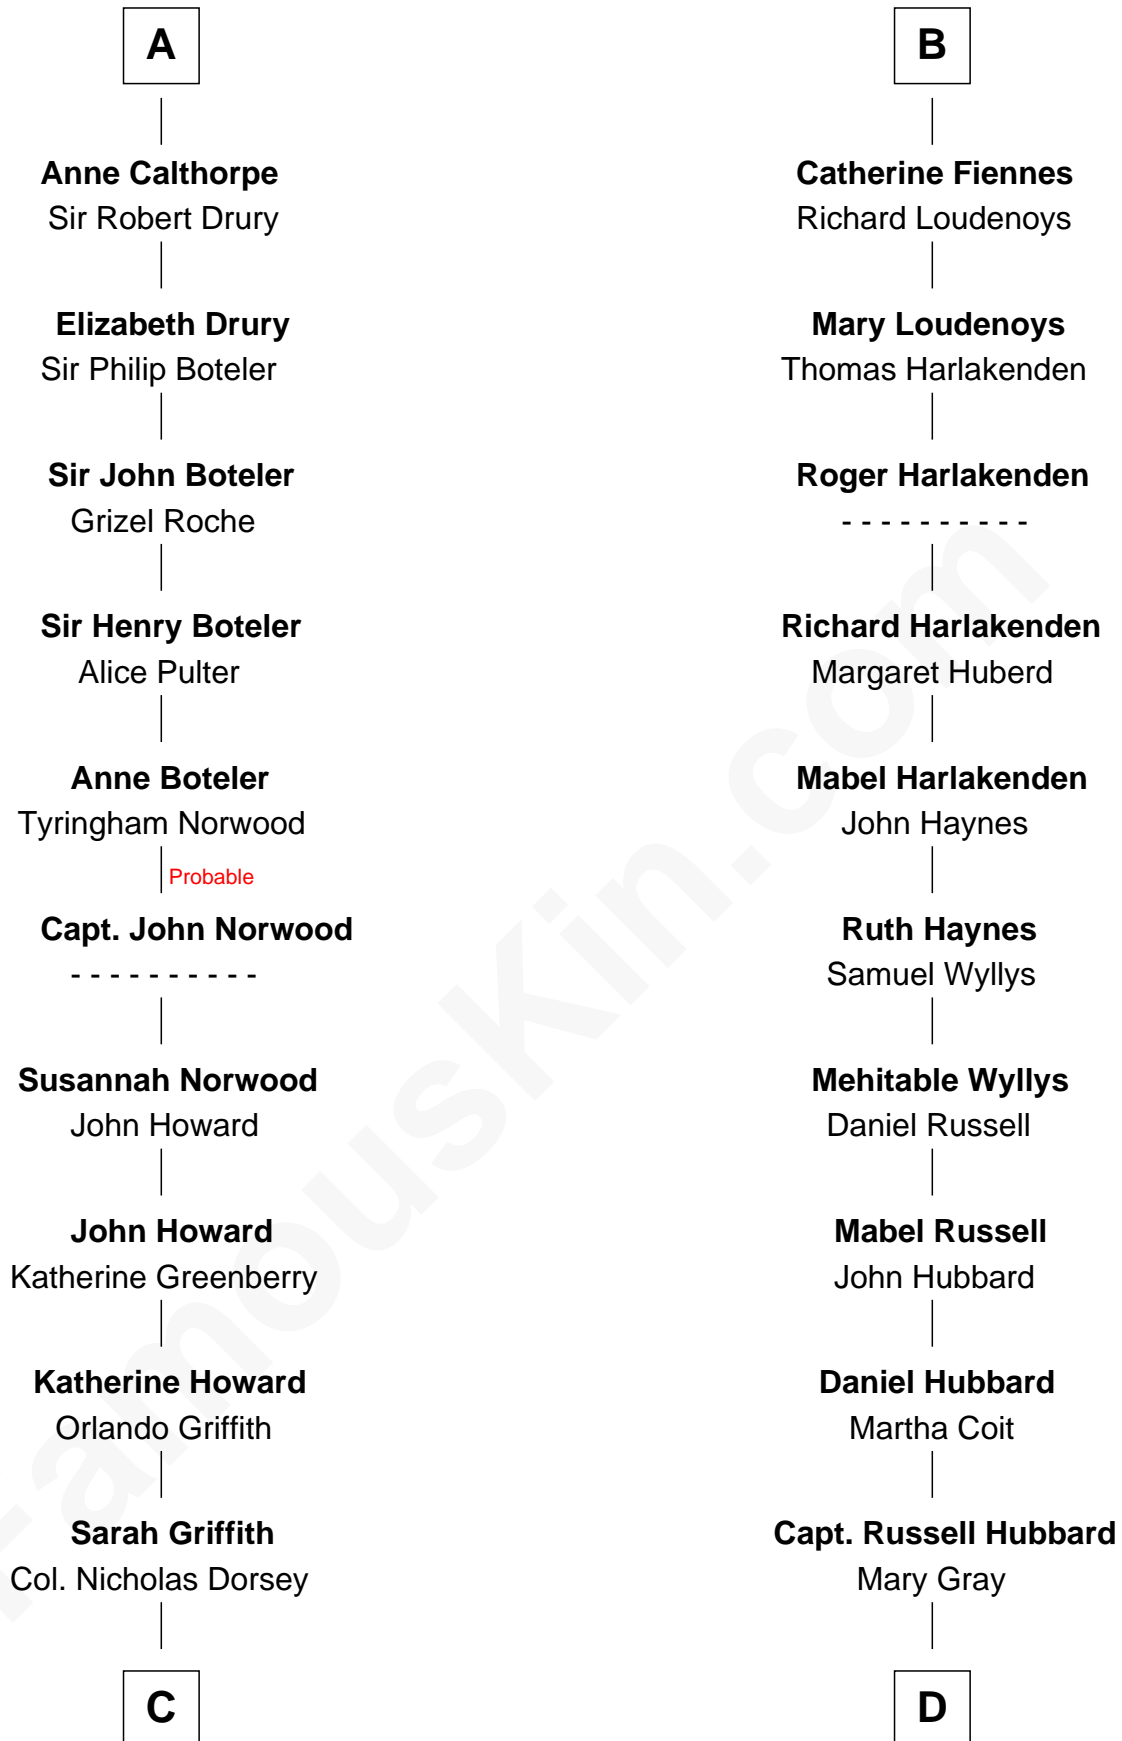 A
Anne Calthorpe
Sir Robert Drury
Elizabeth Drury
Sir Philip Boteler
Sir John Boteler
Grizel Roche
Sir Henry Boteler
Alice Pulter
Anne Boteler
Tyringham Norwood
Probable
Capt. John Norwood
- - - - - - - - - -
Susannah Norwood
John Howard
John Howard
Katherine Greenberry
Katherine Howard
Orlando Griffith
Sarah Griffith
Col. Nicholas Dorsey
C
B
Catherine Fiennes
Richard Loudenoys
Mary Loudenoys
Thomas Harlakenden
Roger Harlakenden
- - - - - - - - - -
Richard Harlakenden
Margaret Huberd
Mabel Harlakenden
John Haynes
Ruth Haynes
Samuel Wyllys
Mehitable Wyllys
Daniel Russell
Mabel Russell
John Hubbard
Daniel Hubbard
Martha Coit
Capt. Russell Hubbard
Mary Gray
D
FamousKin.com